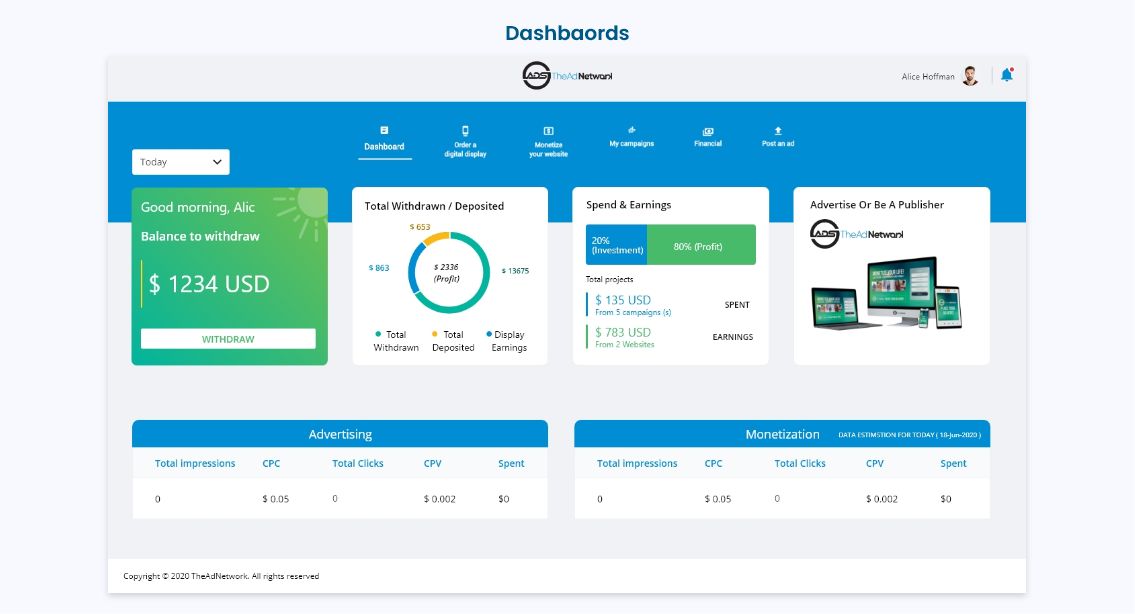 Dashbaords
ADS TheAdNetwork
Alice Hoffman
Dashboard
Order a
digital display
Monetize
your website
My campaigns
Financial
Post an ad
Today
Good morning, Alic
Balance to withdraw
$ 1234 USD
WITHDRAW
Total Withdrawn / Deposited
$ 653
$ 863
$ 2336
(Profit)
$ 13675
Total
Withdrawn
Total
Deposited
Display
Earnings
Spend & Earnings
20%
(Investment)
80% (Profit)
Total projects
$ 135 USD
SPENT
From 5 campaigns (s)
$ 783 USD
EARNINGS
From 2 Websites
Advertise Or Be A Publisher
ADS TheAdNetwork
Advertising
Total impressions CPC Total Clicks CPV Spent
0 $ 0.05 0 $ 0.002 $0
Monetization DATA ESTIMSTION FOR TODAY ( 18-Jun-2020 )
Total impressions CPC Total Clicks CPV Spent
0 $ 0.05 0 $ 0.002 $0
Copyright © 2020 TheAdNetwork. All rights reserved